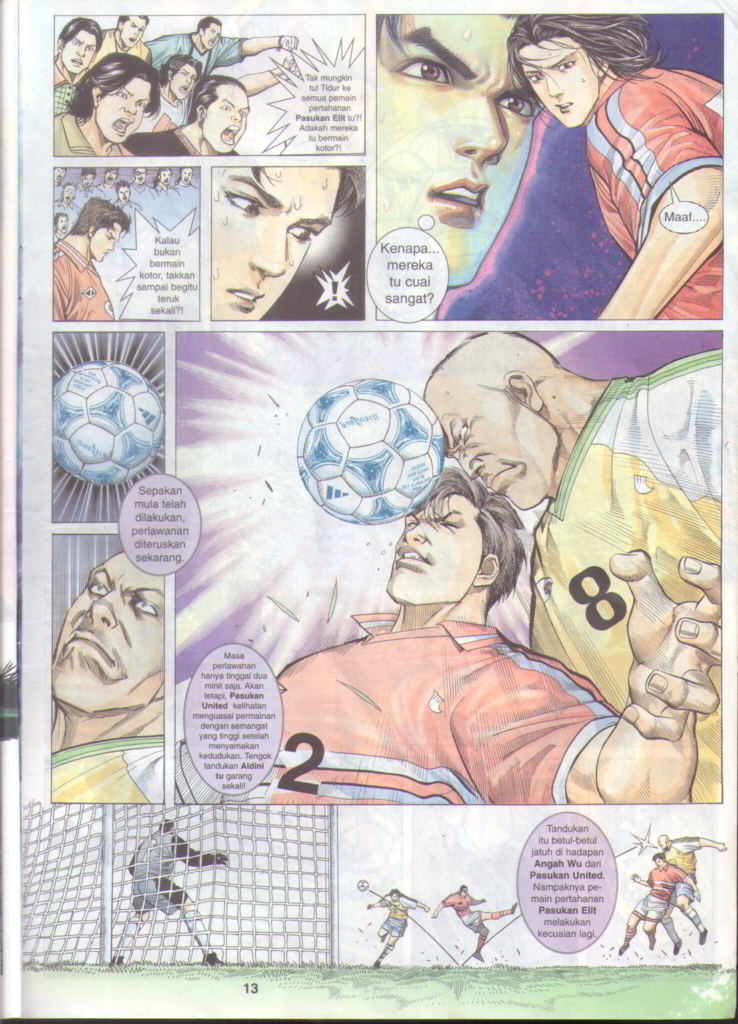 Tak mungkin
tu! Tidur ke
semua pemain
pertahanan
Pasukan Elit tu?!
Adakah mereka
tu bermain
kotor?!
Kenapa...
mereka
tu cuai
sangat?
Maaf....
Kalau
bukan
bermain
kotor, takkan
sampai begitu
teruk
sekali?!
!
Sepakan
mula telah
dilakukan,
perlawanan
diteruskan
sekarang.
8
Masa
perlawanan
hanya tinggal dua
minit saja. Akan
tetapi, Pasukan
United kelihatan
menguasai permainan
dengan semangat
yang tinggi setelah
menyamakan
kedudukan. Tengok
tandukan Aldini
tu garang
sekali!
2
Tandukan
itu betul-betul
jatuh di hadapan
Angah Wu dari
Pasukan United.
Nampaknya pe-
main pertahanan
Pasukan Elit
melakukan
kecuaian lagi.
13